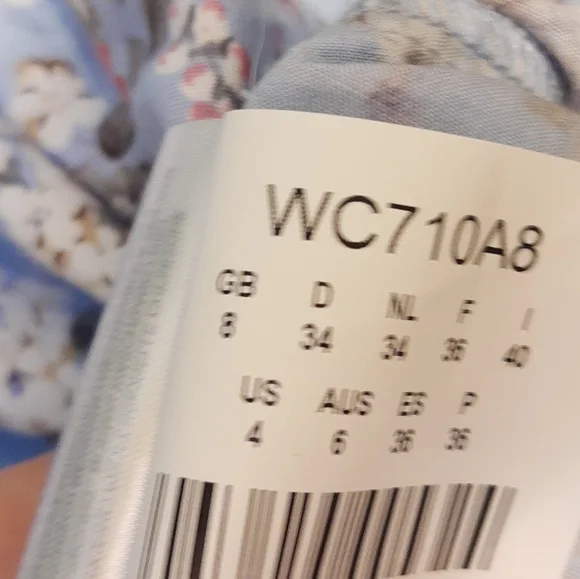 WC710A8
GB D NL F I
8 34 34 36 40
US AUS ES P
4 6 36 36